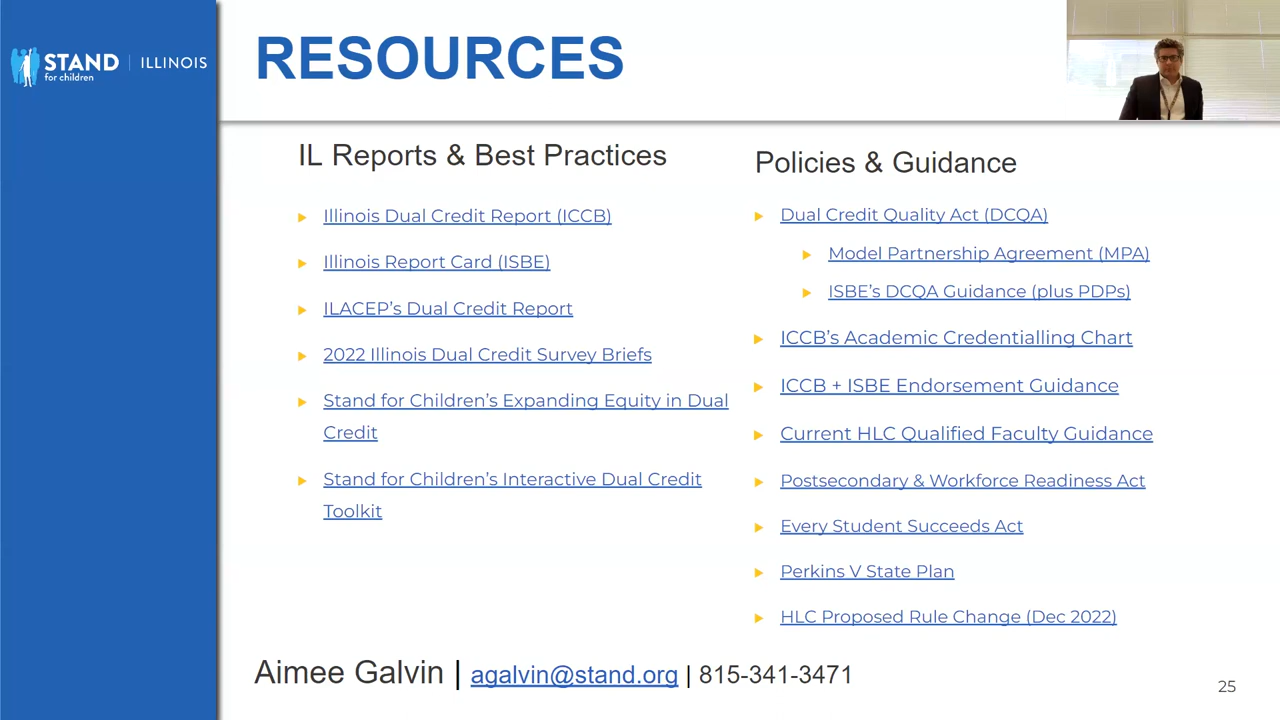 STAND
for children
ILLINOIS
RESOURCES
IL Reports & Best Practices
Illinois Dual Credit Report (ICCB)
Illinois Report Card (ISBE)
ILACEP's Dual Credit Report
2022 Illinois Dual Credit Survey Briefs
Stand for Children's Expanding Equity in Dual
Credit
Stand for Children's Interactive Dual Credit
Toolkit
Policies & Guidance
Dual Credit Quality Act (DCQA)
Model Partnership Agreement (MPA)
ISBE's DCQA Guidance (plus PDPs)
ICCB's Academic Credentialling Chart
ICCB + ISBE Endorsement Guidance
Current HLC Qualified Faculty Guidance
Postsecondary & Workforce Readiness Act
Every Student Succeeds Act
Perkins V State Plan
HLC Proposed Rule Change (Dec 2022)
Aimee Galvin | agalvin@stand.org | 815-341-3471
25